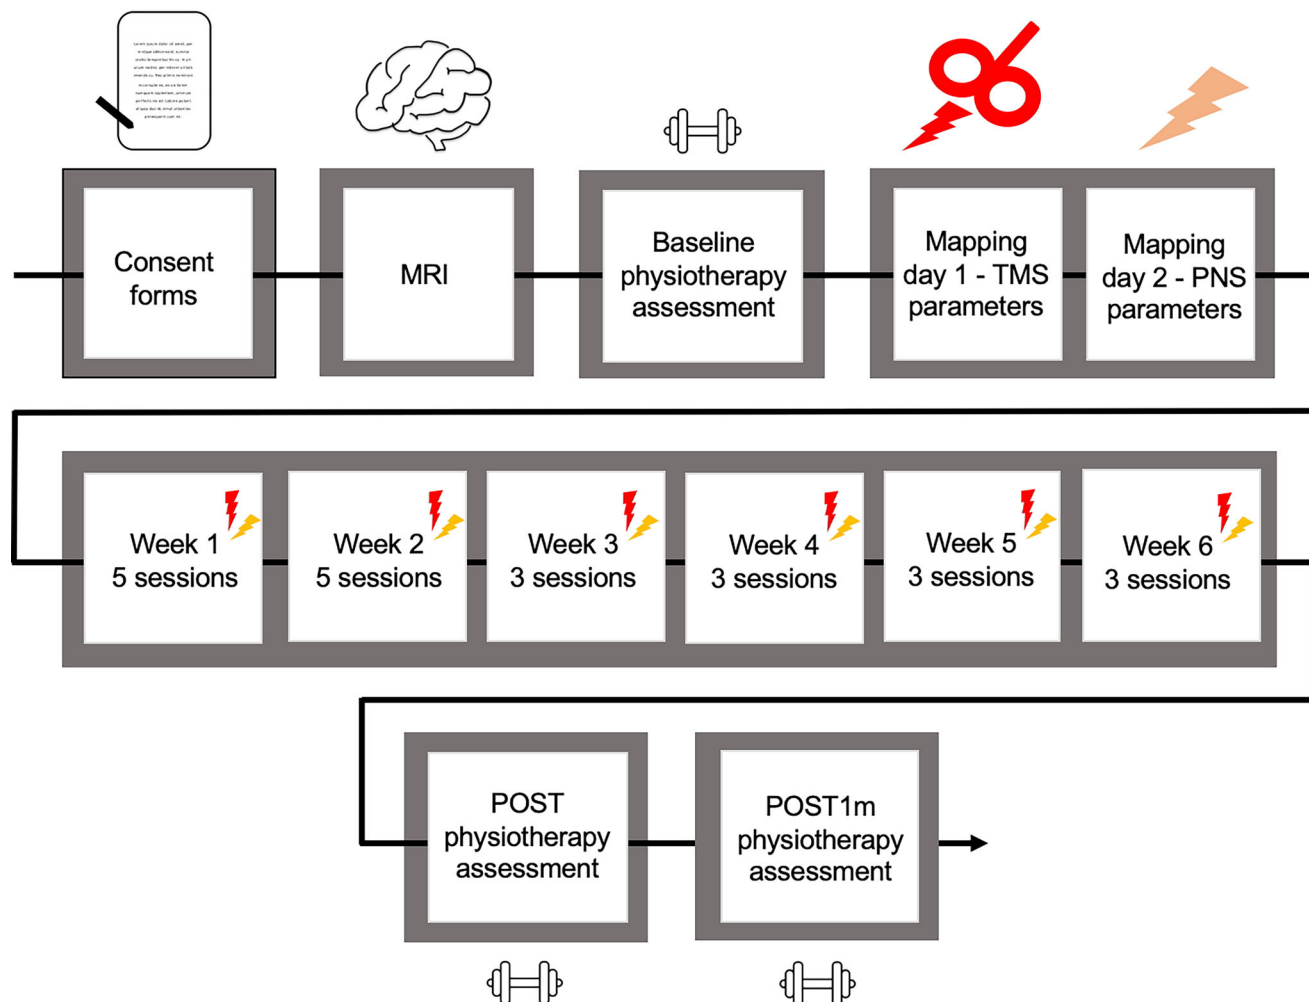 Consent
forms
MRI
Baseline
physiotherapy
assessment
Mapping
day 1 - TMS
parameters
Mapping
day 2 - PNS
parameters
Week 1
5 sessions
Week 2
5 sessions
Week 3
3 sessions
Week 4
3 sessions
Week 5
3 sessions
Week 6
3 sessions
POST
physiotherapy
assessment
POST1m
physiotherapy
assessment